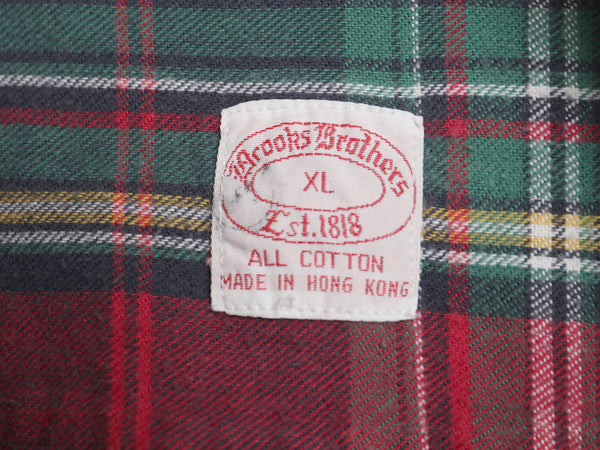 Brooks Brothers
XL
Est. 1818
ALL COTTON
MADE IN HONG KONG